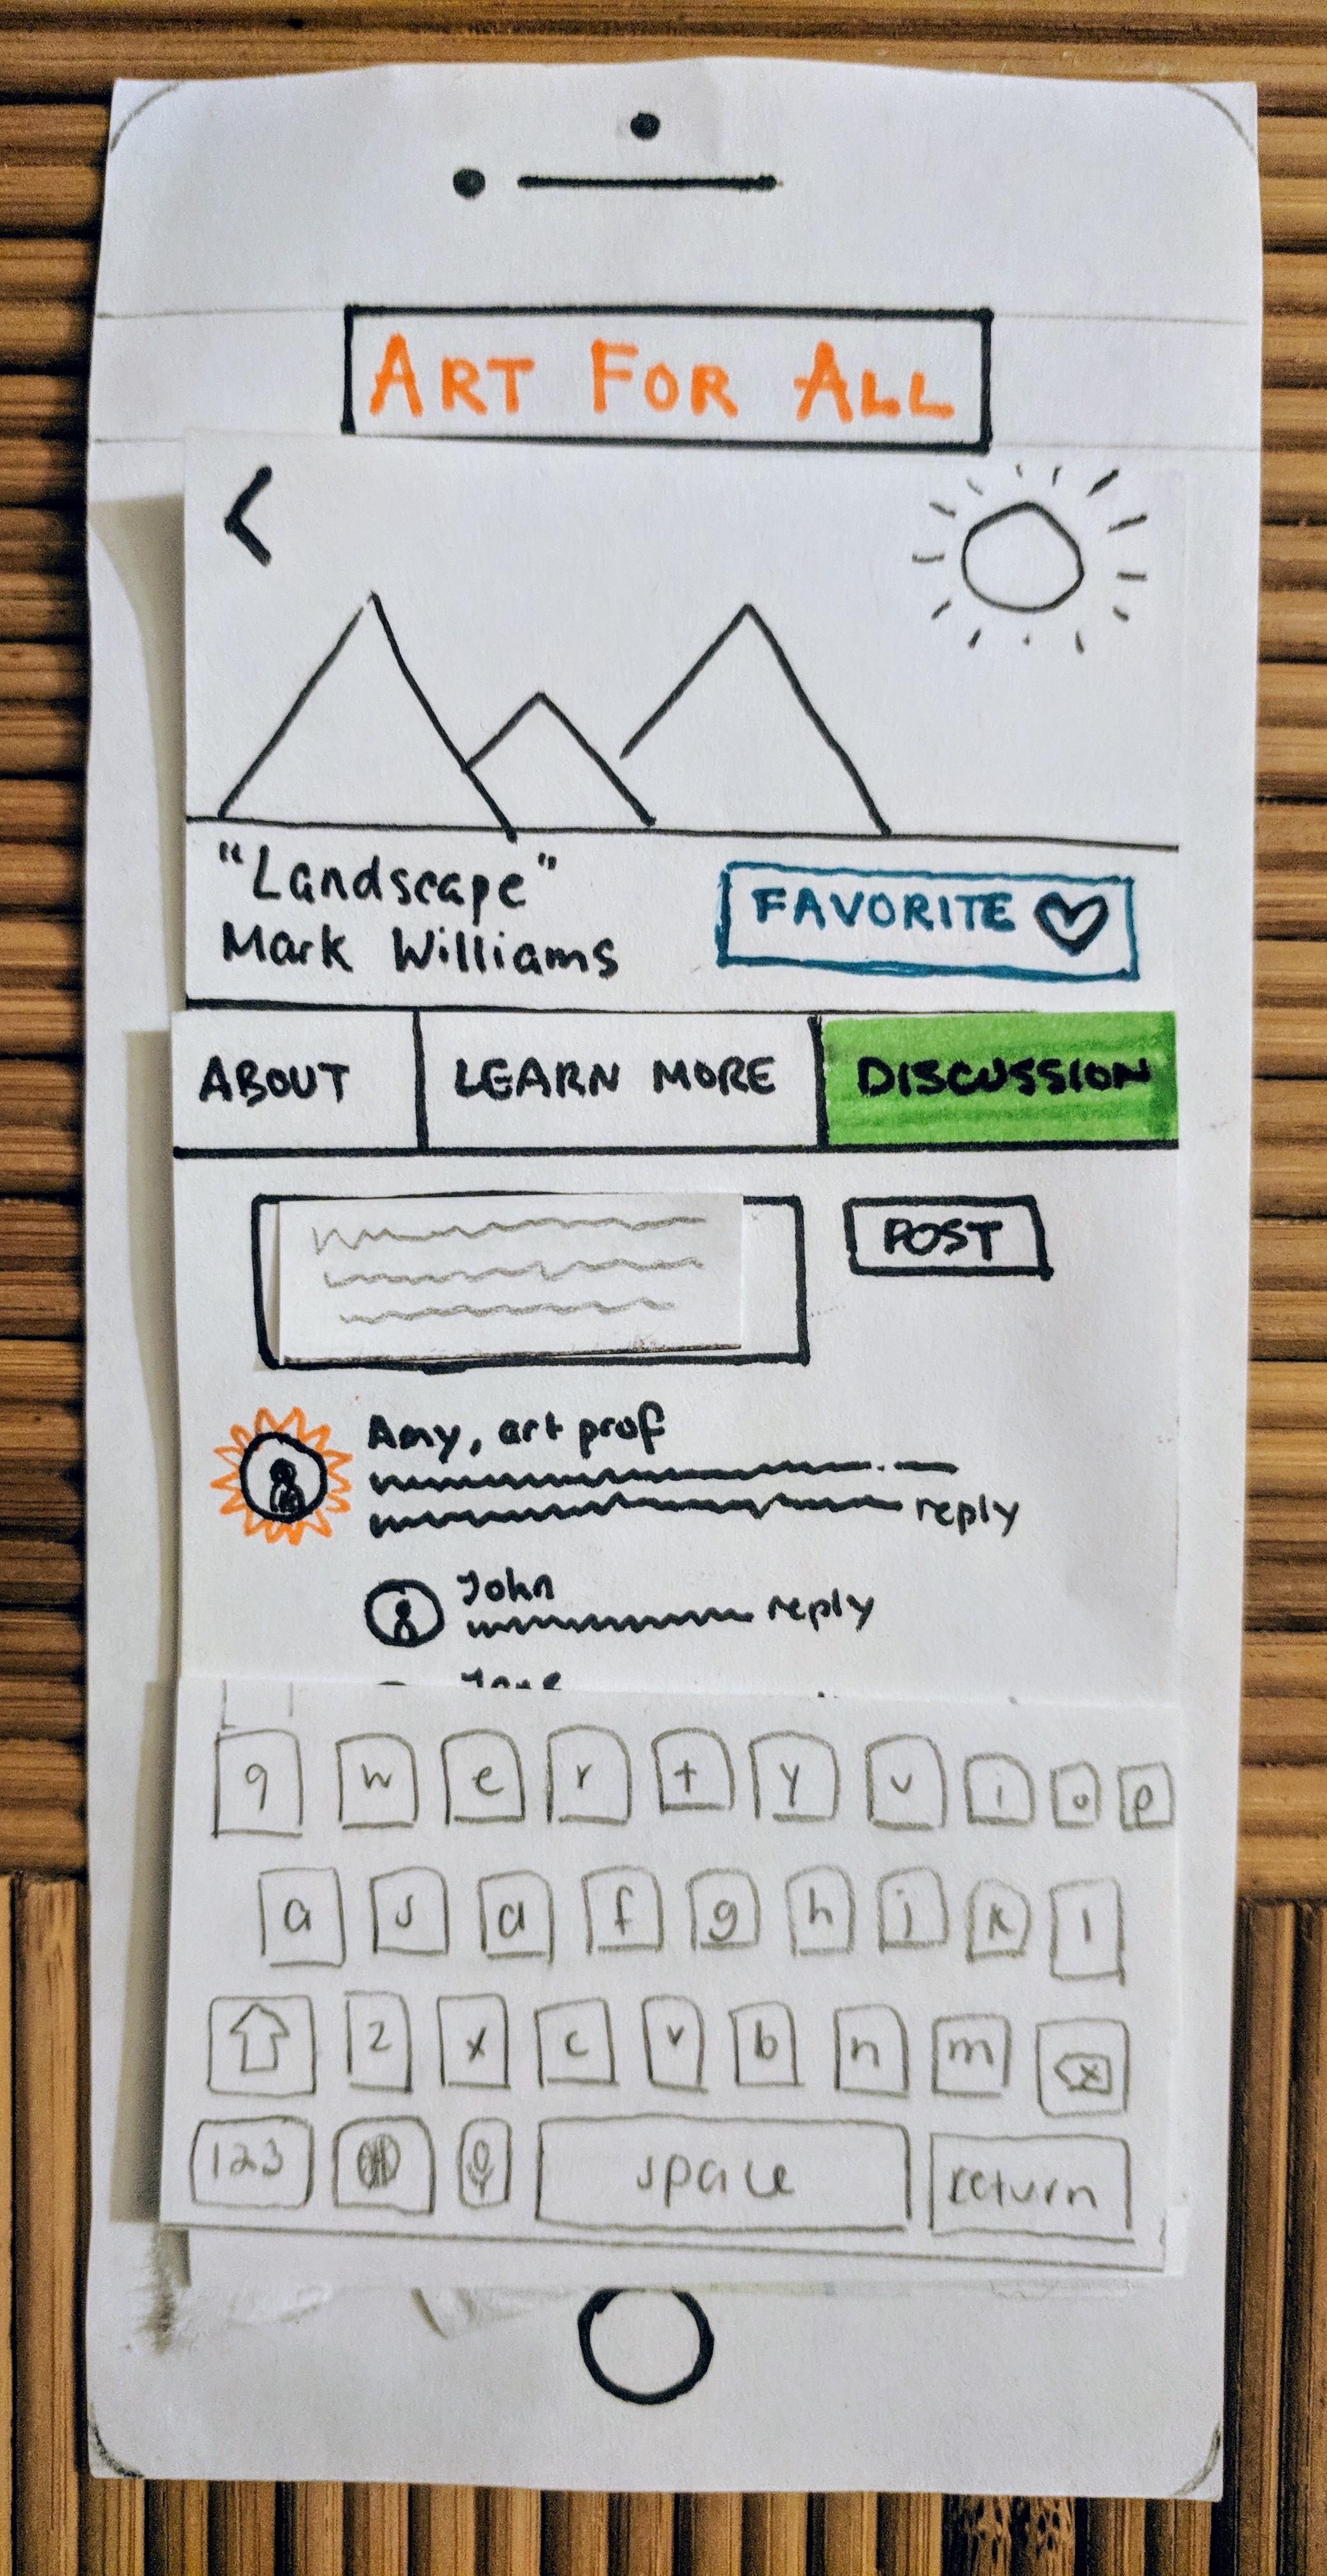 ART FOR ALL
"Landscape"
Mark Williams
FAVORITE
ABOUT
LEARN MORE
DISCUSSION
POST
Amy, art prof
reply
John
reply
q w e r t y u i o p
a s d f g h j k l
z x c v b n m
123
space
return